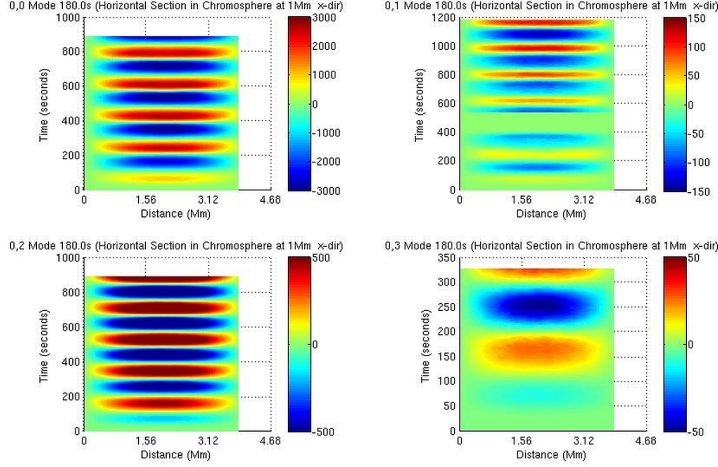 0,0 Mode 180.0s (Horizontal Section in Chromosphere at 1Mm x-dir)
1000
800
600
400
200
0
Time (seconds)
0 1.56 3.12 4.68
Distance (Mm)
3000
2000
1000
0
-1000
-2000
-3000
0,1 Mode 180.0s (Horizontal Section in Chromosphere at 1Mm x-dir)
1200
1000
800
600
400
200
0
Time (seconds)
0 1.56 3.12 4.68
Distance (Mm)
150
100
50
0
-50
-100
-150
0,2 Mode 180.0s (Horizontal Section in Chromosphere at 1Mm x-dir)
1000
800
600
400
200
0
Time (seconds)
0 1.56 3.12 4.68
Distance (Mm)
500
0
-500
0,3 Mode 180.0s (Horizontal Section in Chromosphere at 1Mm x-dir)
350
300
250
200
150
100
50
0
Time (seconds)
0 1.56 3.12 4.68
Distance (Mm)
50
0
-50